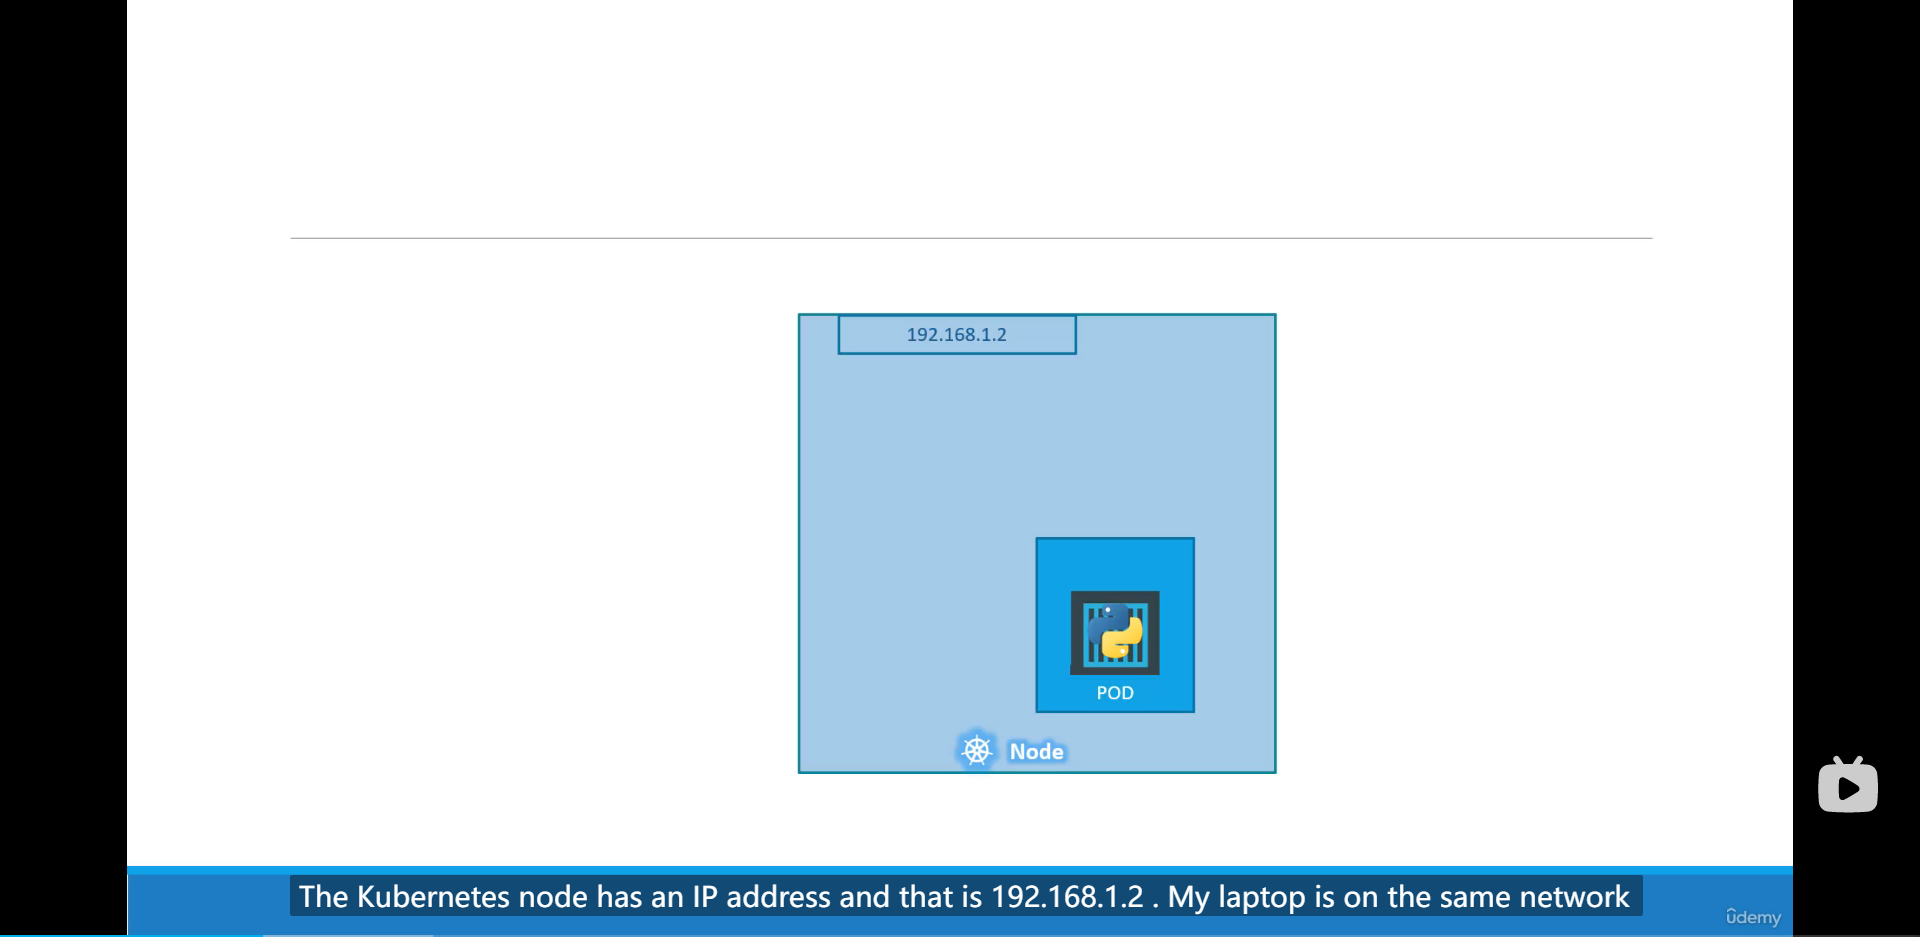 192.168.1.2
POD
Node
The Kubernetes node has an IP address and that is 192.168.1.2 . My laptop is on the same network
ûdemy